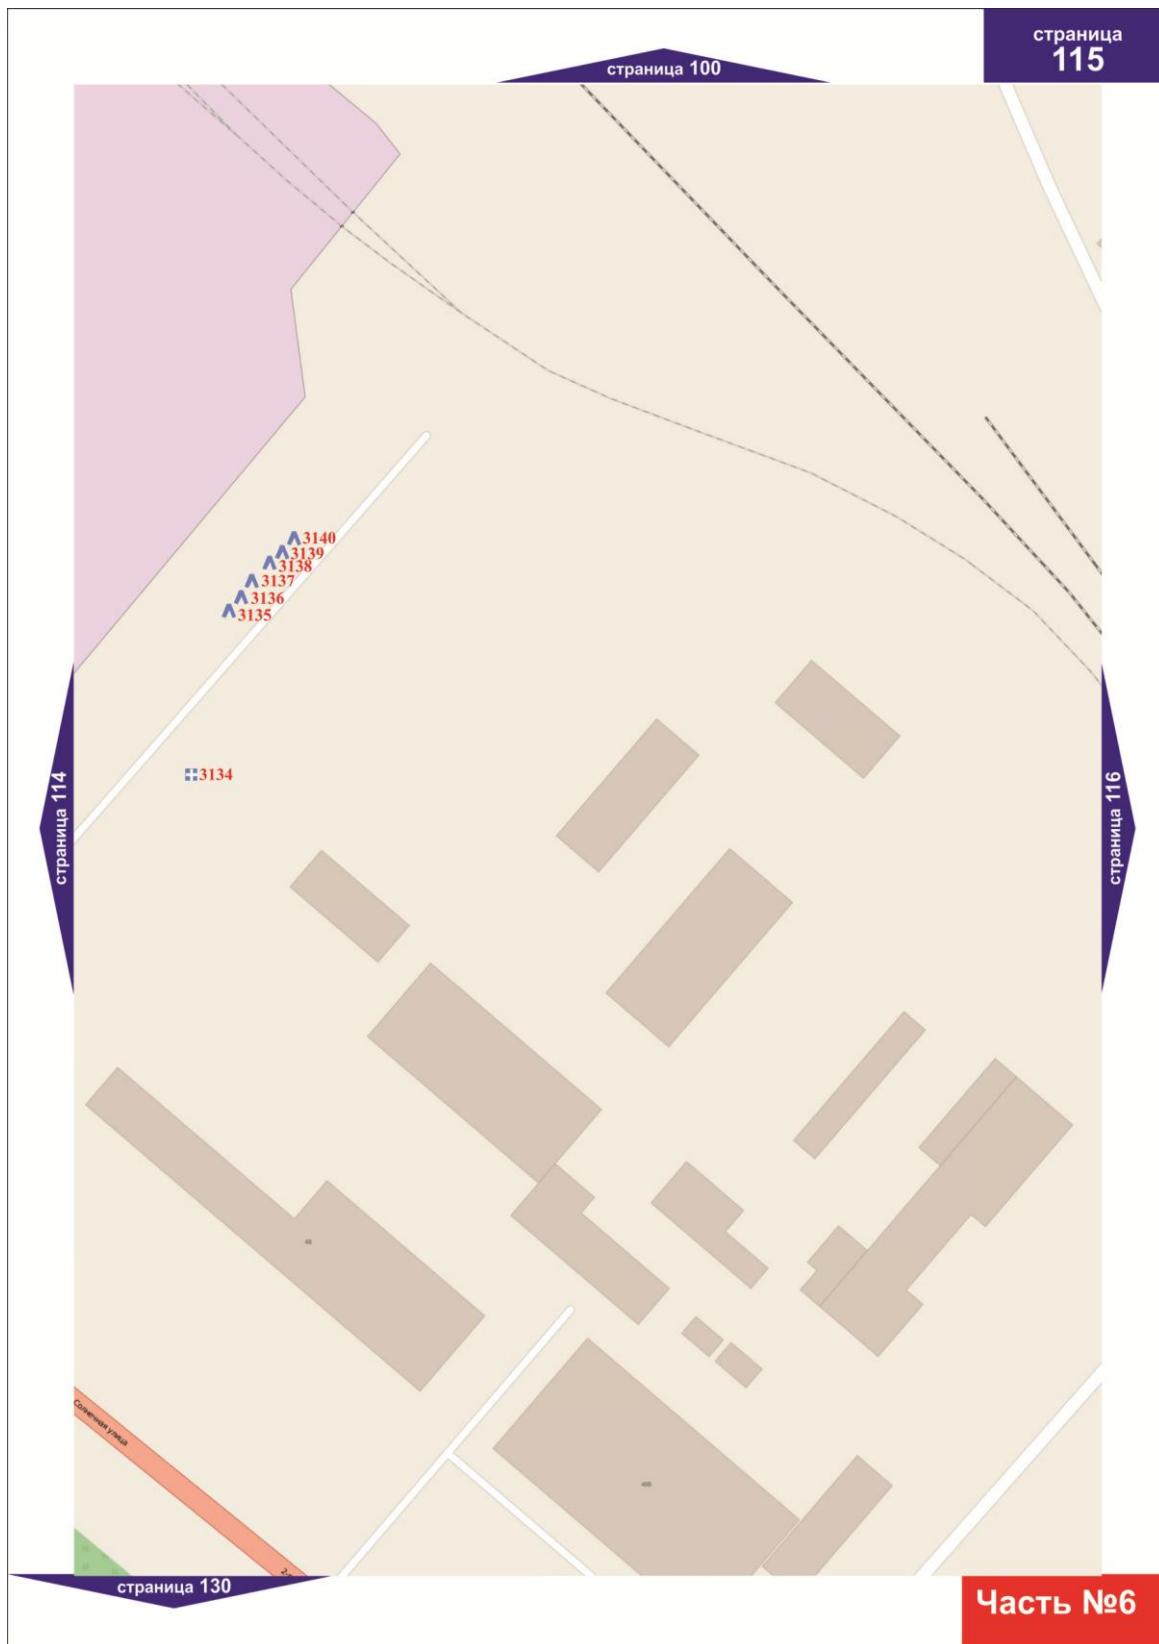 страница
115
страница 100
3140
3139
3138
3137
3136
3135
3134
страница 114
страница 116
Солнечная улица
страница 130
Часть №6